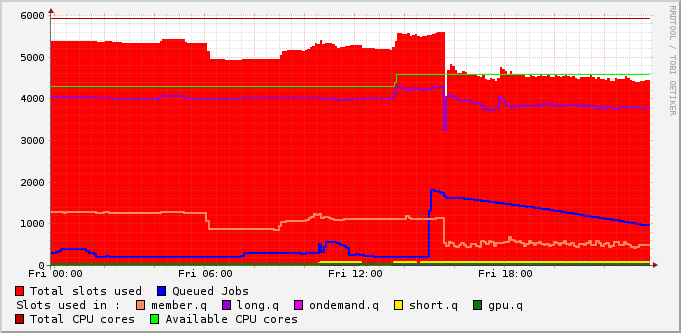 6000
5000
4000
3000
2000
1000
0
Fri 00:00 Fri 06:00 Fri 12:00 Fri 18:00
Total slots used Queued Jobs
Slots used in : member.q long.q ondemand.q short.q gpu.q
Total CPU cores Available CPU cores
RRDTOOL / TOBI OETIKER